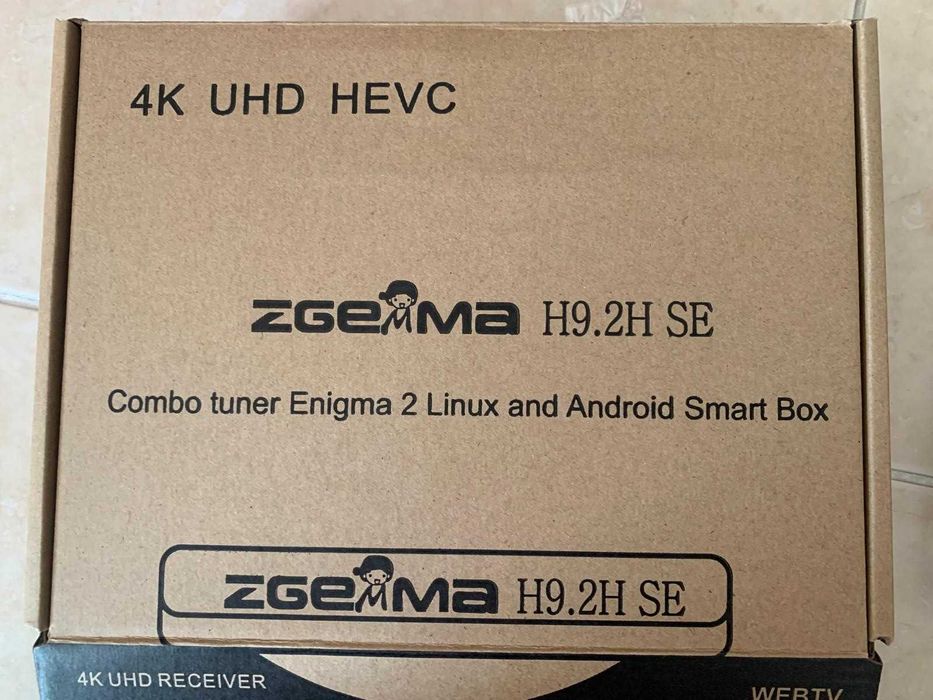 4K UHD HEVC
ZGEMMA H9.2H SE
Combo tuner Enigma 2 Linux and Android Smart Box
ZGEMMA H9.2H SE
4K UHD RECEIVER
WEBTV